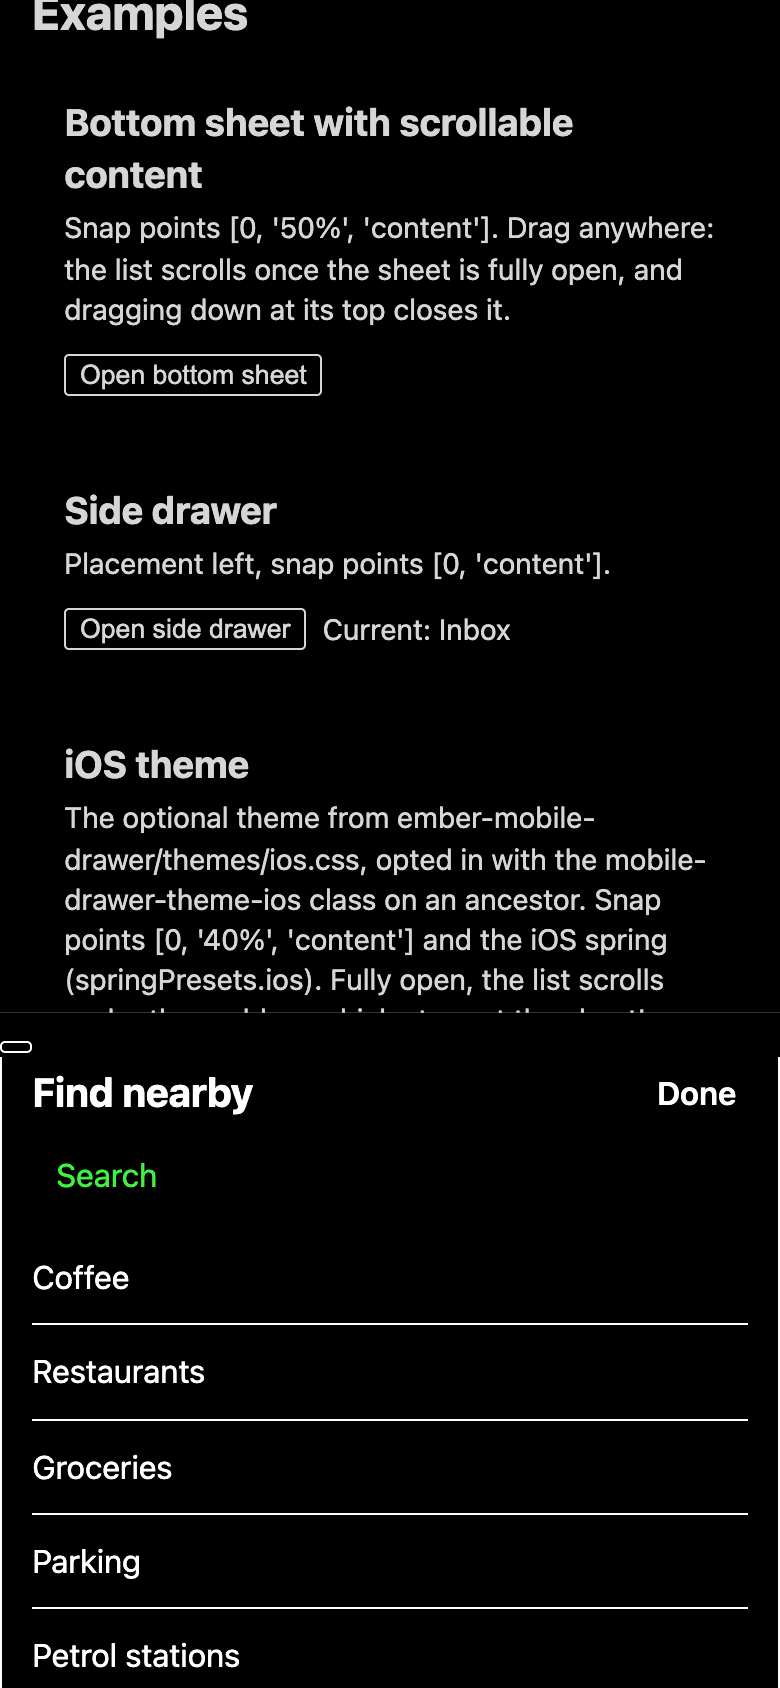 Examples
Bottom sheet with scrollable
content
Snap points [0, '50%', 'content']. Drag anywhere:
the list scrolls once the sheet is fully open, and
dragging down at its top closes it.
Open bottom sheet
Side drawer
Placement left, snap points [0, 'content'].
Open side drawer Current: Inbox
iOS theme
The optional theme from ember-mobile-
drawer/themes/ios.css, opted in with the mobile-
drawer-theme-ios class on an ancestor. Snap
points [0, '40%', 'content'] and the iOS spring
(springPresets.ios). Fully open, the list scrolls
Find nearby Done
Search
Coffee
Restaurants
Groceries
Parking
Petrol stations